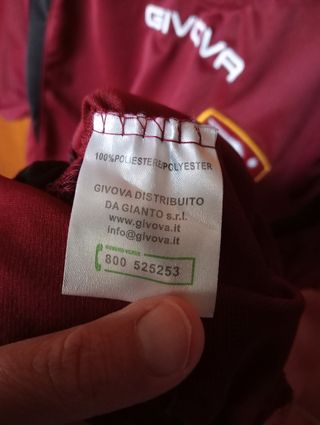 GIVOVA
100%POLIESTERE/POLYESTER
GIVOVA DISTRIBUITO
DA GIANTO s.r.l.
www.givova.it
info@givova.it
NUMERO VERDE
800 525253